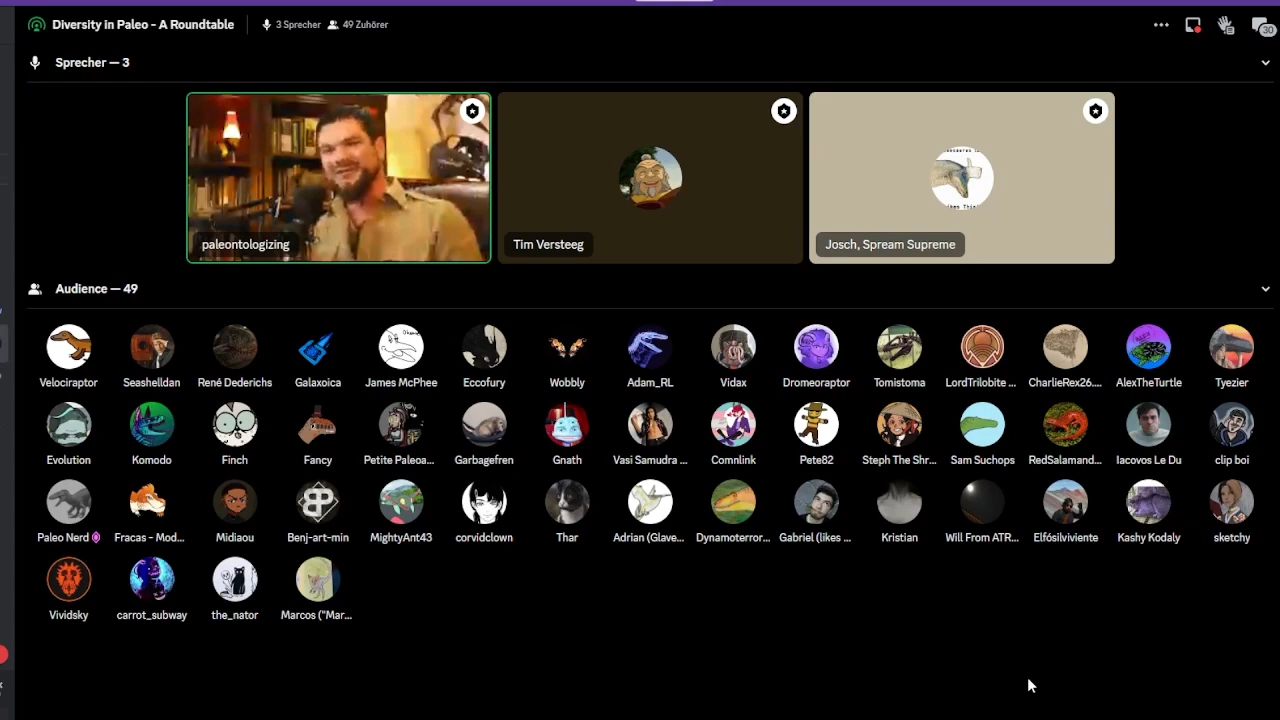 Diversity in Paleo - A Roundtable 3 Sprecher 49 Zuhörer 30
Sprecher — 3
paleontologizing Tim Versteeg Josch, Spream Supreme
Audience — 49
Velociraptor Seashelldan René Dederichs Galaxoica James McPhee Eccofury Wobbly Adam_RL Vidax Dromeoraptor Tomistoma LordTrilobite ... CharlieRex26.... AlexTheTurtle Tyezier
Evolution Komodo Finch Fancy Petite Paleoa... Garbagefren Gnath Vasi Samudra ... Comnlink Pete82 Steph The Shr... Sam Suchops RedSalamand... Iacovos Le Du clip boi
Paleo Nerd Fracas - Mod... Midiaou Benj-art-min MightyAnt43 corvidclown Thar Adrian (Glave... Dynamoterror... Gabriel (likes ... Kristian Will From ATR... Elfósilviviente Kashy Kodaly sketchy
Vividsky carrot_subway the_nator Marcos ("Mar...